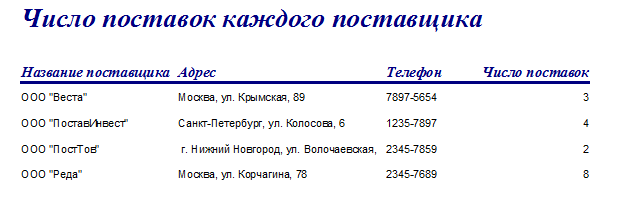 Число поставок каждого поставщика
Название поставщика Адрес Телефон Число поставок
ООО "Веста" Москва, ул. Крымская, 89 7897-5654 3
ООО "ПоставИнвест" Санкт-Петербург, ул. Колосова, 6 1235-7897 4
ООО "ПостТов" г. Нижний Новгород, ул. Волочаевская, 2345-7859 2
ООО "Реда" Москва, ул. Корчагина, 78 2345-7689 8